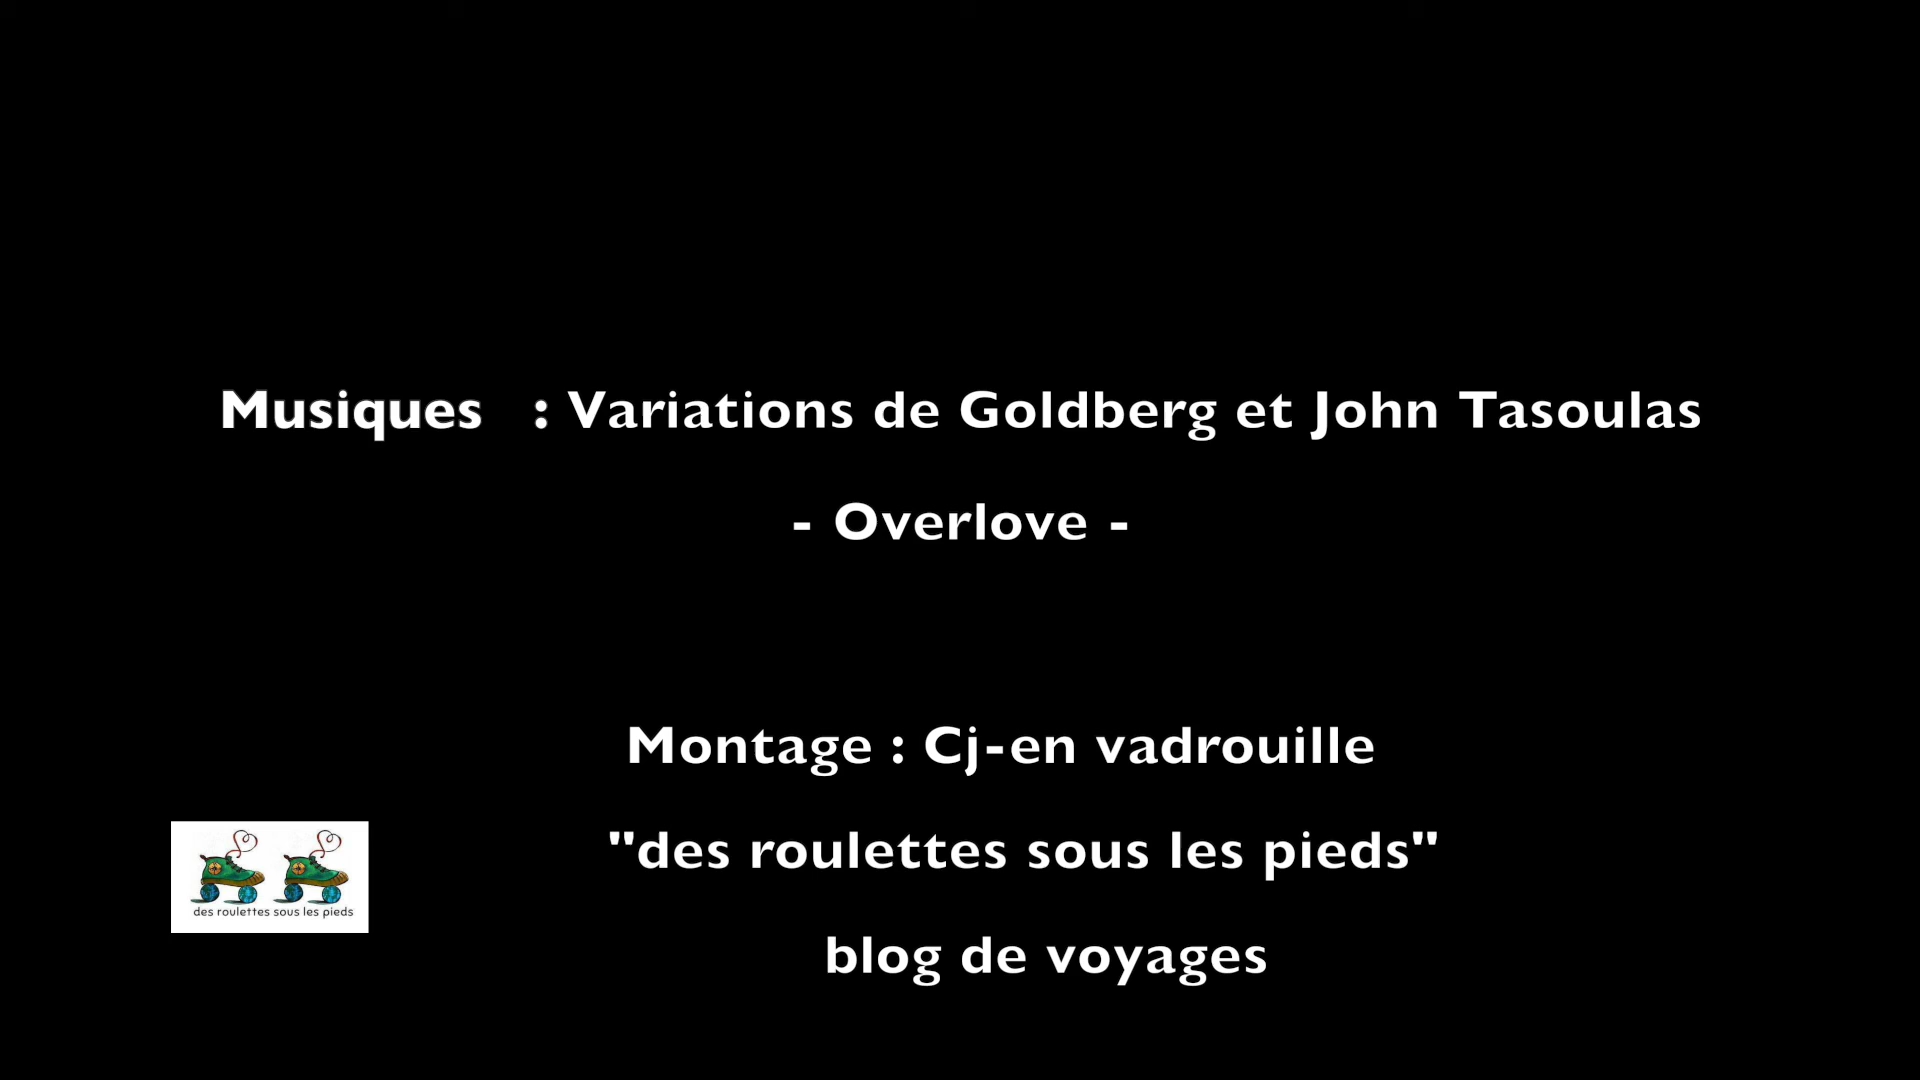 Musiques : Variations de Goldberg et John Tasoulas
- Overlove -
Montage : Cj-en vadrouille
"des roulettes sous les pieds"
blog de voyages
des roulettes sous les pieds